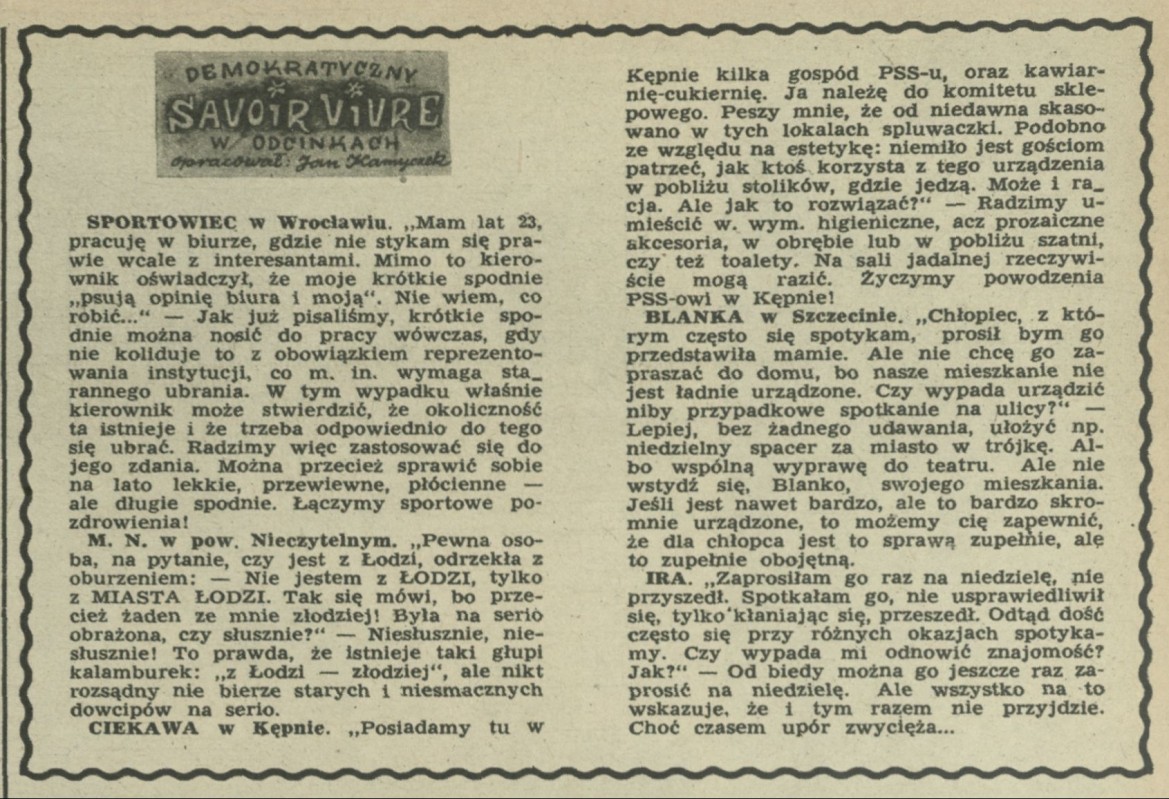 DEMOKRATYCZNY
SAVOIR VIVRE
W ODCINKACH
opracował: Jan Kamyczek
SPORTOWIEC w Wrocławiu. „Mam lat 23,
pracuję w biurze, gdzie nie stykam się pra-
wie wcale z interesantami. Mimo to kiero-
wnik oświadczył, że moje krótkie spodnie
„psują opinię biura i moją“. Nie wiem, co
robić...“ — Jak już pisaliśmy, krótkie spo-
dnie można nosić do pracy wówczas, gdy
nie koliduje to z obowiązkiem reprezento-
wania instytucji, co m. in. wymaga sta_
rannego ubrania. W tym wypadku właśnie
kierownik może stwierdzić, że okoliczność
ta istnieje i że trzeba odpowiednio do tego
się ubrać. Radzimy więc zastosować się do
jego zdania. Można przecież sprawić sobie
na lato lekkie, przewiewne, płócienne —
ale długie spodnie. Łączymy sportowe po-
zdrowienia!
M. N. w pow. Nieczytelnym. „Pewna oso-
ba, na pytanie, czy jest z Łodzi, odrzekła z
oburzeniem: — Nie jestem z ŁODZI, tylko
z MIASTA ŁODZI. Tak się mówi, bo prze-
cież żaden ze mnie złodziej! Była na serio
obrażona, czy słusznie?“ — Niesłusznie, nie-
słusznie! To prawda, że istnieje taki głupi
kalamburek: „z Łodzi — złodziej“, ale nikt
rozsądny nie bierze starych i niesmacznych
dowcipów na serio.
CIEKAWA w Kępnie. „Posiadamy tu w
Kępnie kilka gospód PSS-u, oraz kawiar-
nię-cukiernię. Ja należę do komitetu skle-
powego. Peszy mnie, że od niedawna skaso-
wano w tych lokalach spluwaczki. Podobno
ze względu na estetykę: niemiło jest gościom
patrzeć, jak ktoś korzysta z tego urządzenia
w pobliżu stolików, gdzie jedzą. Może i ra_
cja. Ale jak to rozwiązać?“ — Radzimy u-
mieścić w. wym. higieniczne, acz prozaiczne
akcesoria, w obrębie lub w pobliżu szatni,
czy też toalety. Na sali jadalnej rzeczywi-
ście mogą razić. Życzymy powodzenia
PSS-owi w Kępnie!
BLANKA w Szczecinie. „Chłopiec, z któ-
rym często się spotykam, prosił bym go
przedstawiła mamie. Ale nie chcę go za-
praszać do domu, bo nasze mieszkanie nie
jest ładnie urządzone. Czy wypada urządzić
niby przypadkowe spotkanie na ulicy?“ —
Lepiej, bez żadnego udawania, ułożyć np.
niedzielny spacer za miasto w trójkę. Al-
bo wspólną wyprawę do teatru. Ale nie
wstydź się, Blanko, swojego mieszkania.
Jeśli jest nawet bardzo, ale to bardzo skro-
mnie urządzone, to możemy cię zapewnić,
że dla chłopca jest to sprawą zupełnie, ale
to zupełnie obojętną.
IRA. „Zaprosiłam go raz na niedzielę, nie
przyszedł. Spotkałam go, nie usprawiedliwił
się, tylko kłaniając się, przeszedł. Odtąd dość
często się przy różnych okazjach spotyka-
my. Czy wypada mi odnowić znajomość?
Jak?“ — Od biedy można go jeszcze raz za-
prosić na niedzielę. Ale wszystko na to
wskazuje, że i tym razem nie przyjdzie.
Choć czasem upór zwycięża...